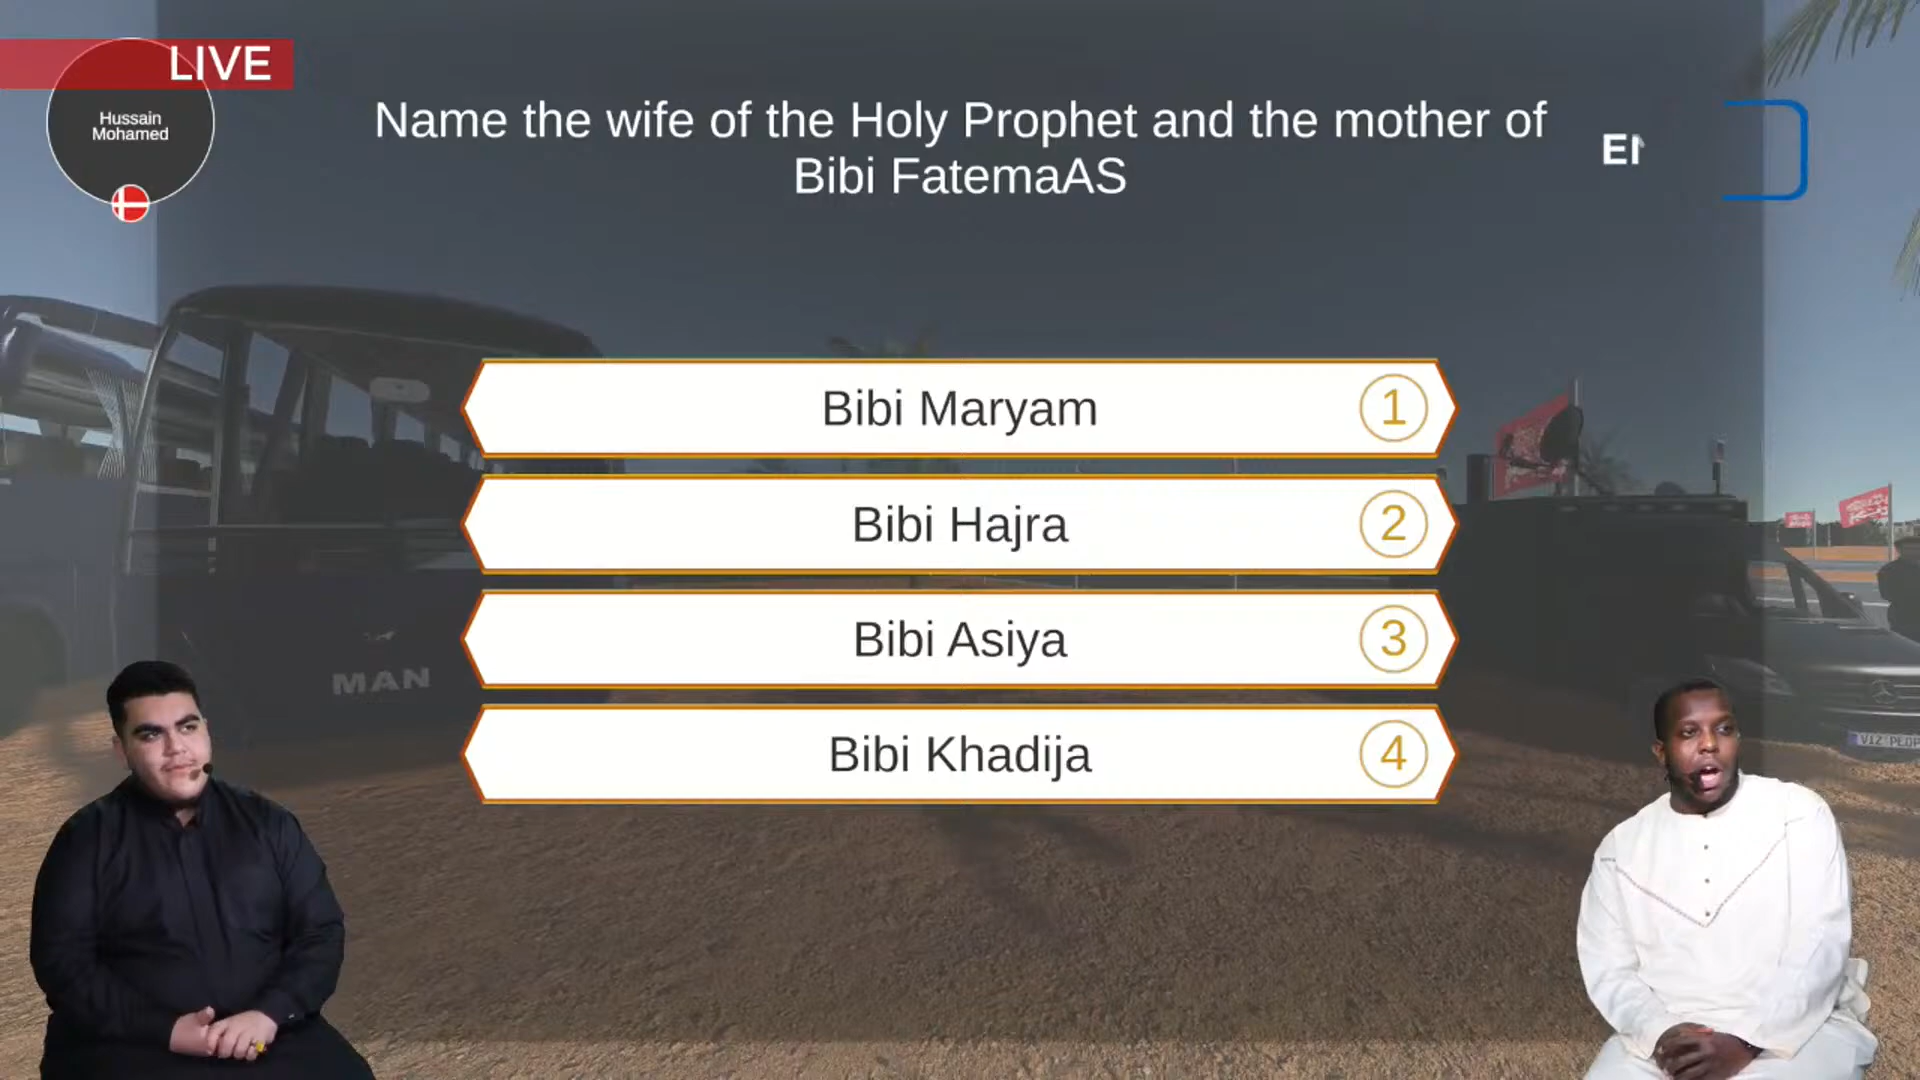 LIVE
Hussain
Mohamed
Name the wife of the Holy Prophet and the mother of
Bibi FatemaAS
Bibi Maryam
1
Bibi Hajra
2
Bibi Asiya
3
Bibi Khadija
4
MAN